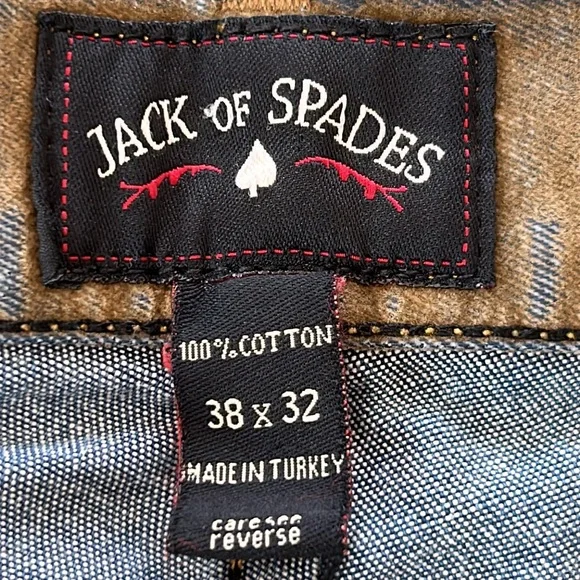 JACK OF SPADES
100% COTTON
38 x 32
MADE IN TURKEY
care see
reverse